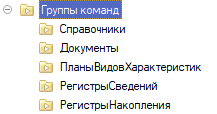 Группы команд
Справочники
Документы
ПланыВидовХарактеристик
РегистрыСведений
РегистрыНакопления